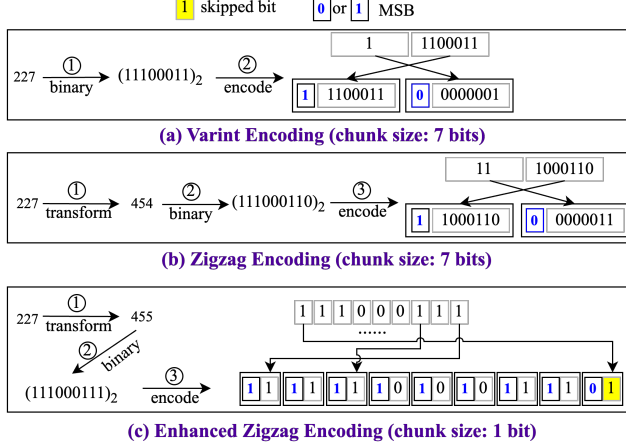 1 skipped bit 0 or 1 MSB
1 1100011
227 ① binary (11100011)₂ ② encode
1 1100011 0 0000001
(a) Varint Encoding (chunk size: 7 bits)
11 1000110
227 ① transform 454 ② binary (111000110)₂ ③ encode
1 1000110 0 0000011
(b) Zigzag Encoding (chunk size: 7 bits)
227 ① transform 455
1 1 1 0 0 0 1 1 1
......
② binary
(111000111)₂ ③ encode
1 1 1 1 1 1 1 0 1 0 1 0 1 1 1 1 0 1
(c) Enhanced Zigzag Encoding (chunk size: 1 bit)